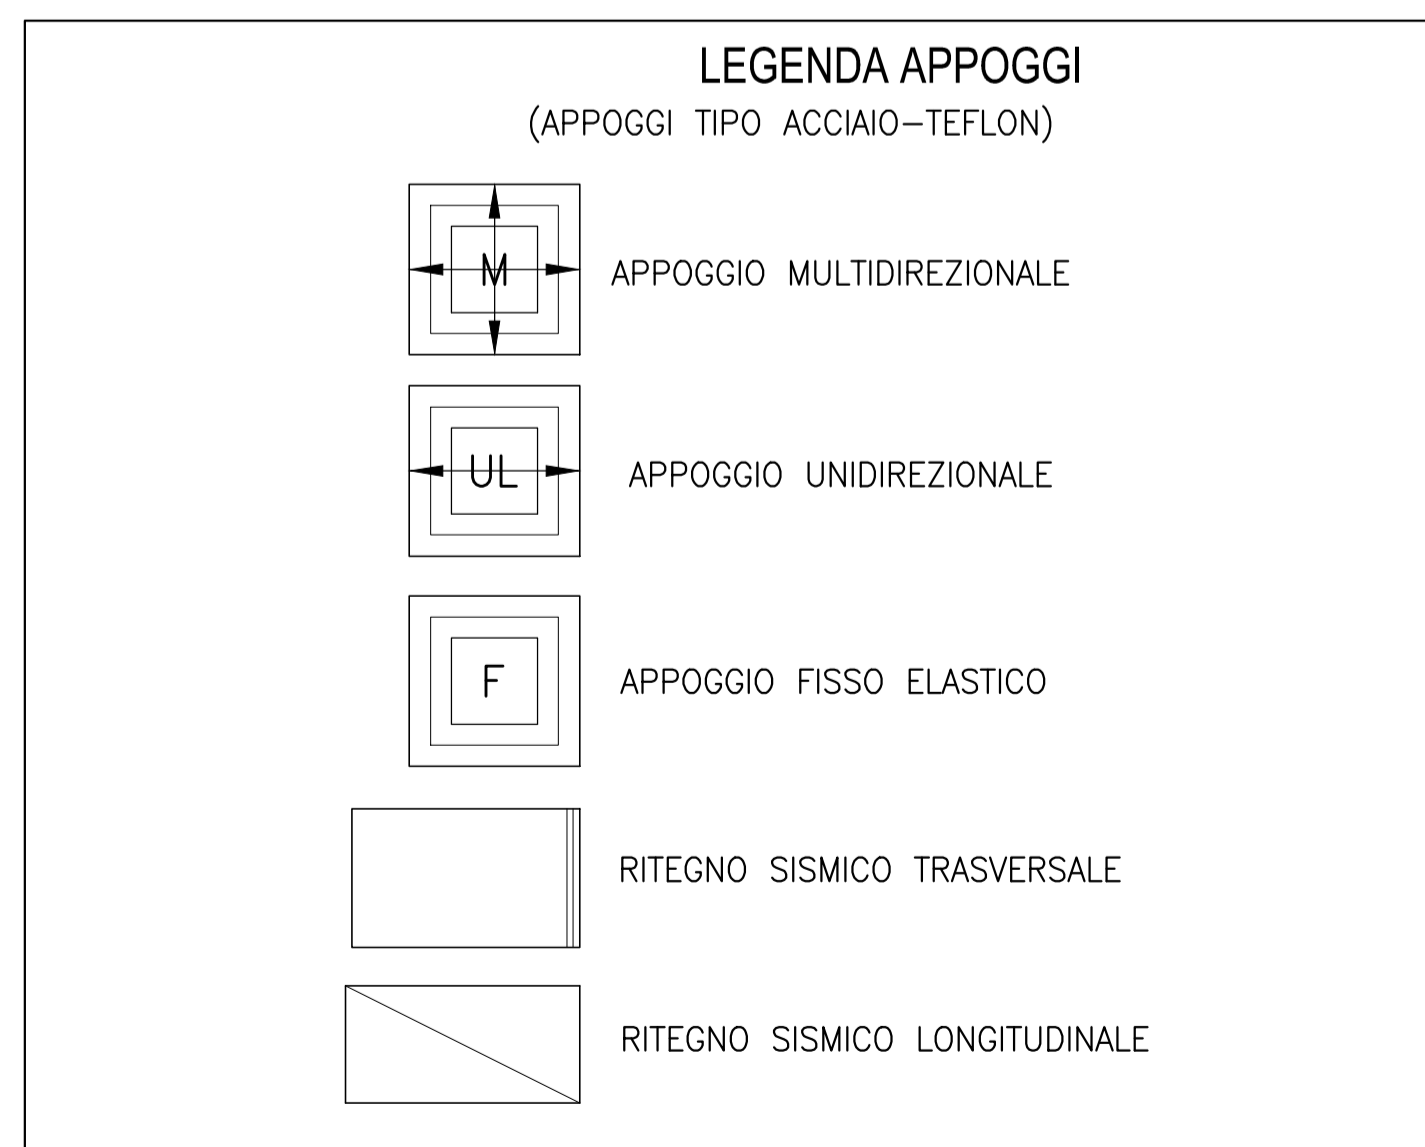 LEGENDA APPOGGI
(APPOGGI TIPO ACCIAIO-TEFLON)
M APPOGGIO MULTIDIREZIONALE
UL APPOGGIO UNIDIREZIONALE
F APPOGGIO FISSO ELASTICO
RITEGNO SISMICO TRASVERSALE
RITEGNO SISMICO LONGITUDINALE